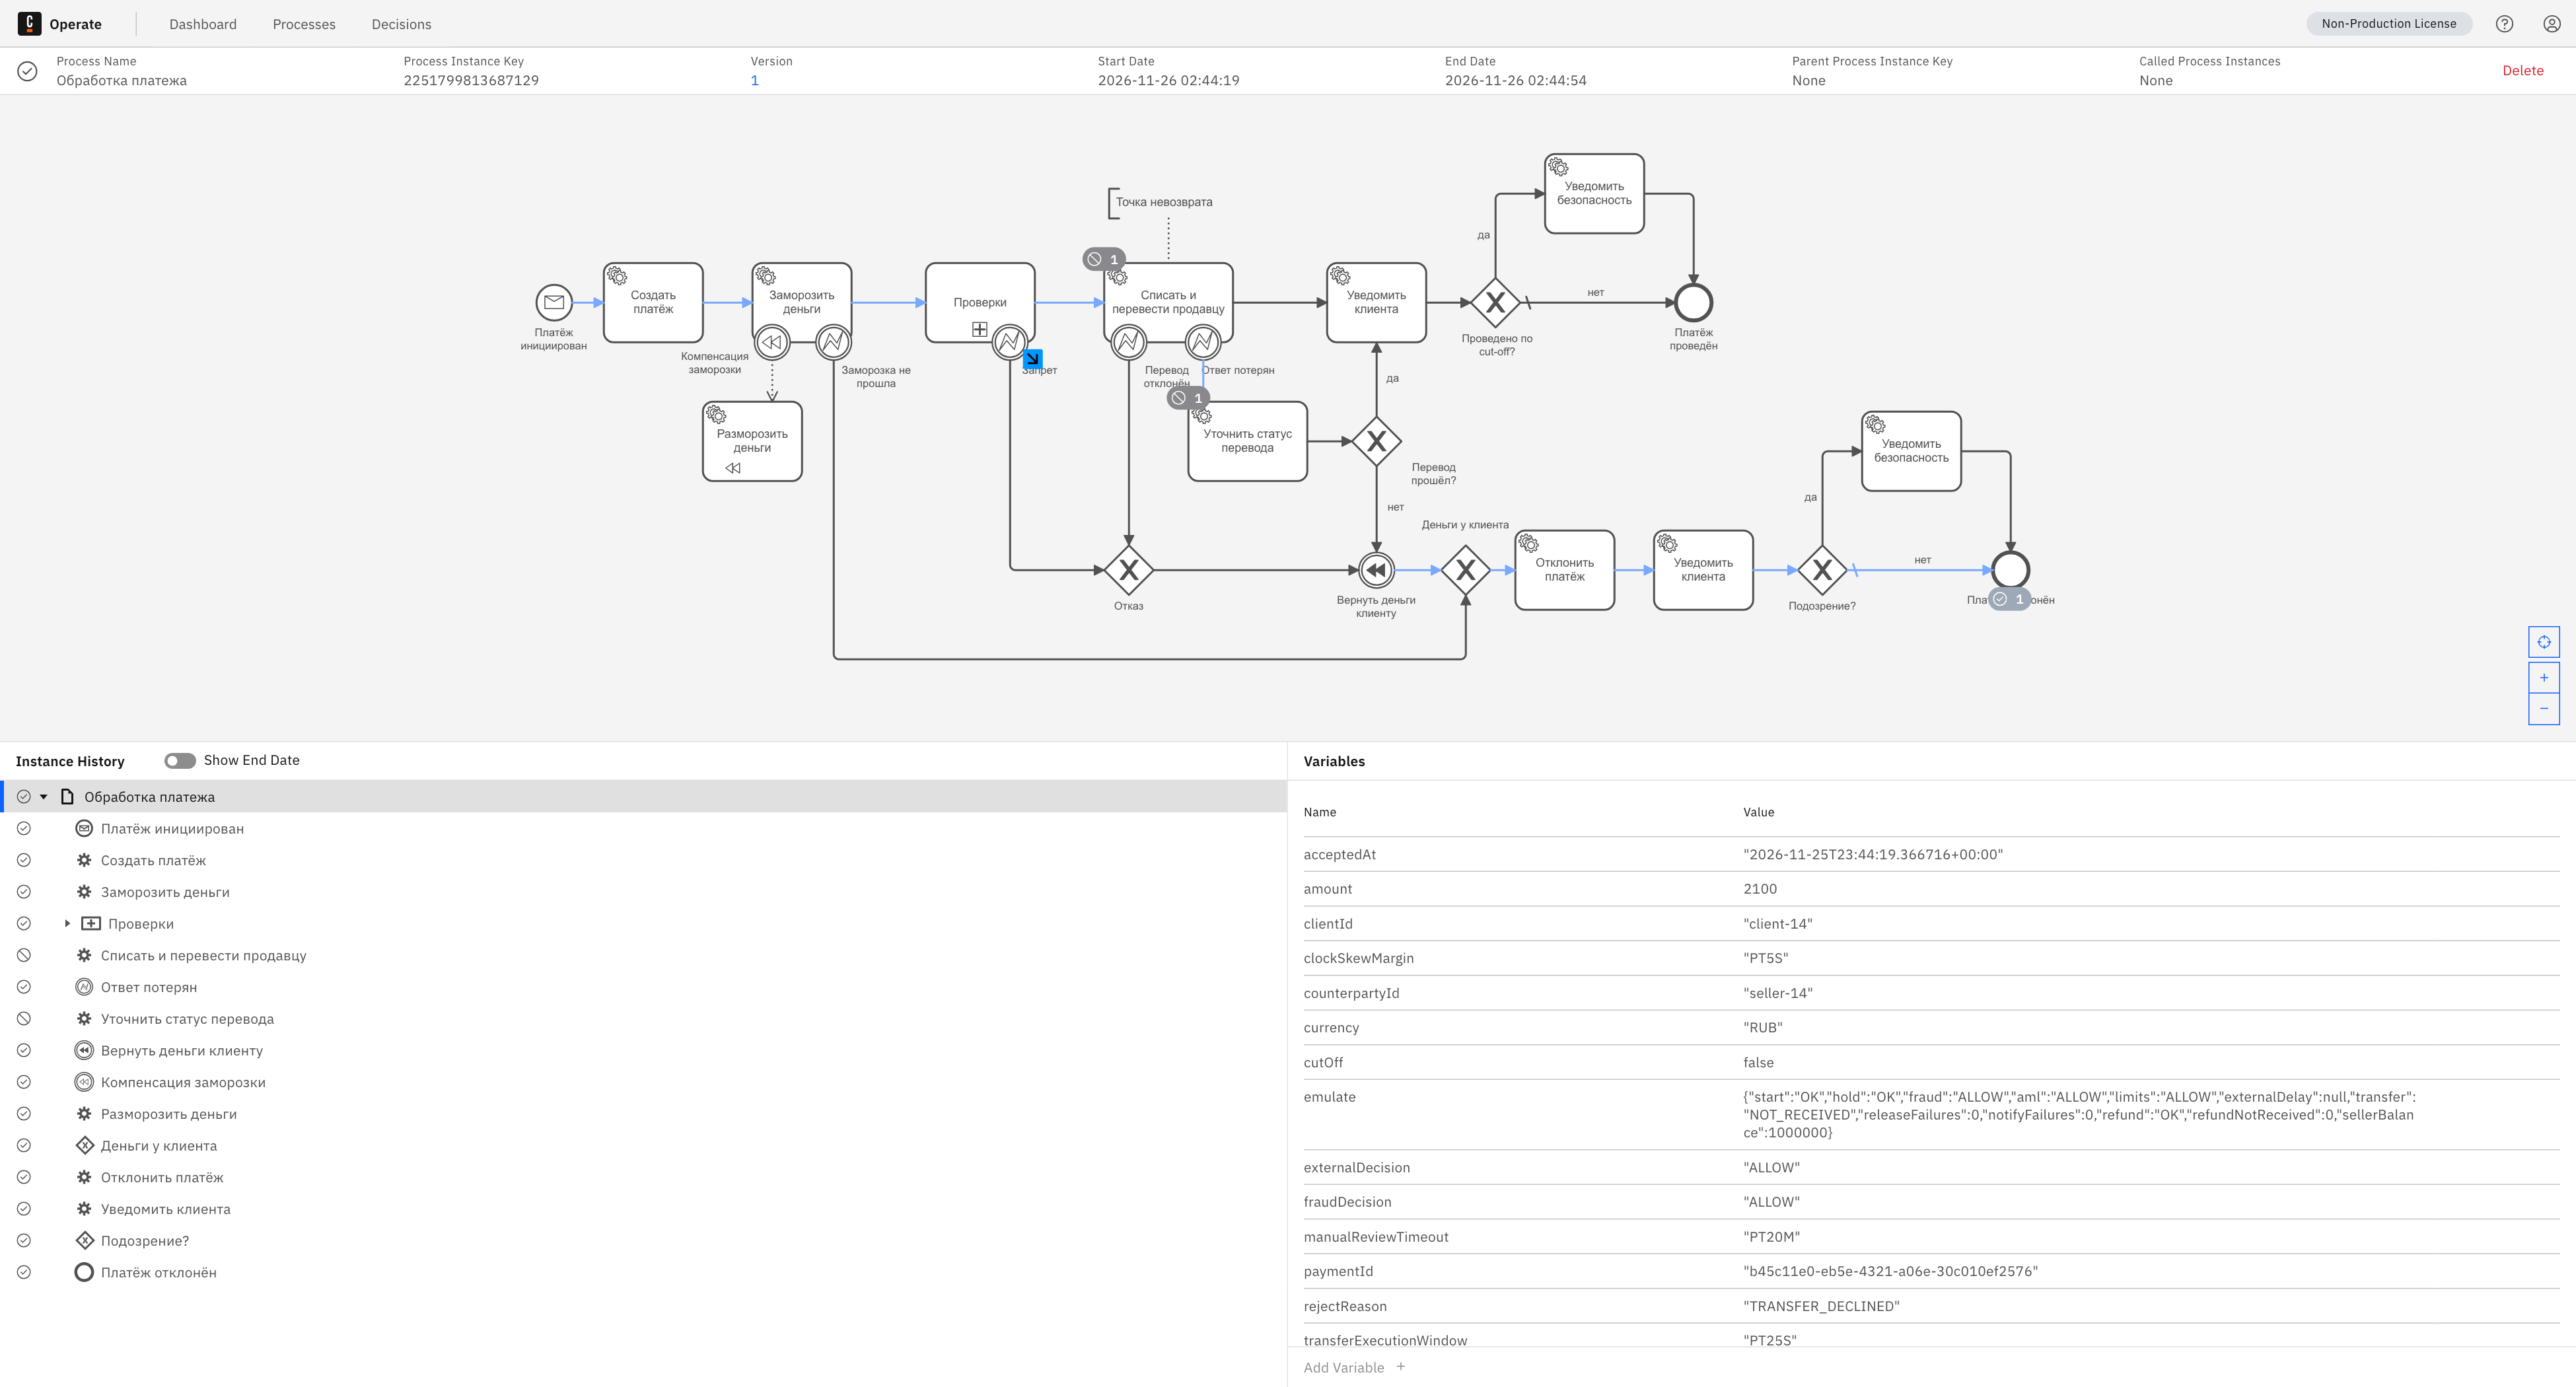 Operate
Dashboard
Processes
Decisions
Non-Production License
Process Name
Обработка платежа
Process Instance Key
2251799813687129
Version
1
Start Date
2026-11-26 02:44:19
End Date
2026-11-26 02:44:54
Parent Process Instance Key
None
Called Process Instances
None
Delete
Уведомить
безопасность
Точка невозврата
да
1
Создать
платёж
Заморозить
деньги
Проверки
Списать и
перевести продавцу
Уведомить
клиента
нет
Платёж
инициирован
Проведено по
cut-off?
Платёж
проведён
Компенсация
заморозки
Заморозка не
прошла
Запрет
Перевод
отклонён
Ответ потерян
да
1
Разморозить
деньги
Уточнить статус
перевода
Перевод
прошёл?
Уведомить
безопасность
да
нет
Деньги у клиента
Отклонить
платёж
Уведомить
клиента
нет
Отказ
Вернуть деньги
клиенту
Подозрение?
1
+
−
Instance History
Show End Date
Обработка платежа
Платёж инициирован
Создать платёж
Заморозить деньги
Проверки
Списать и перевести продавцу
Ответ потерян
Уточнить статус перевода
Вернуть деньги клиенту
Компенсация заморозки
Разморозить деньги
Деньги у клиента
Отклонить платёж
Уведомить клиента
Подозрение?
Платёж отклонён
Variables
Name Value
acceptedAt "2026-11-25T23:44:19.366716+00:00"
amount 2100
clientId "client-14"
clockSkewMargin "PT5S"
counterpartyId "seller-14"
currency "RUB"
cutOff false
emulate {"start":"OK","hold":"OK","fraud":"ALLOW","aml":"ALLOW","limits":"ALLOW","externalDelay":null,"transfer":
"NOT_RECEIVED","releaseFailures":0,"notifyFailures":0,"refund":"OK","refundNotReceived":0,"sellerBalan
ce":1000000}
externalDecision "ALLOW"
fraudDecision "ALLOW"
manualReviewTimeout "PT20M"
paymentId "b45c11e0-eb5e-4321-a06e-30c010ef2576"
rejectReason "TRANSFER_DECLINED"
transferExecutionWindow "PT25S"
Add Variable +